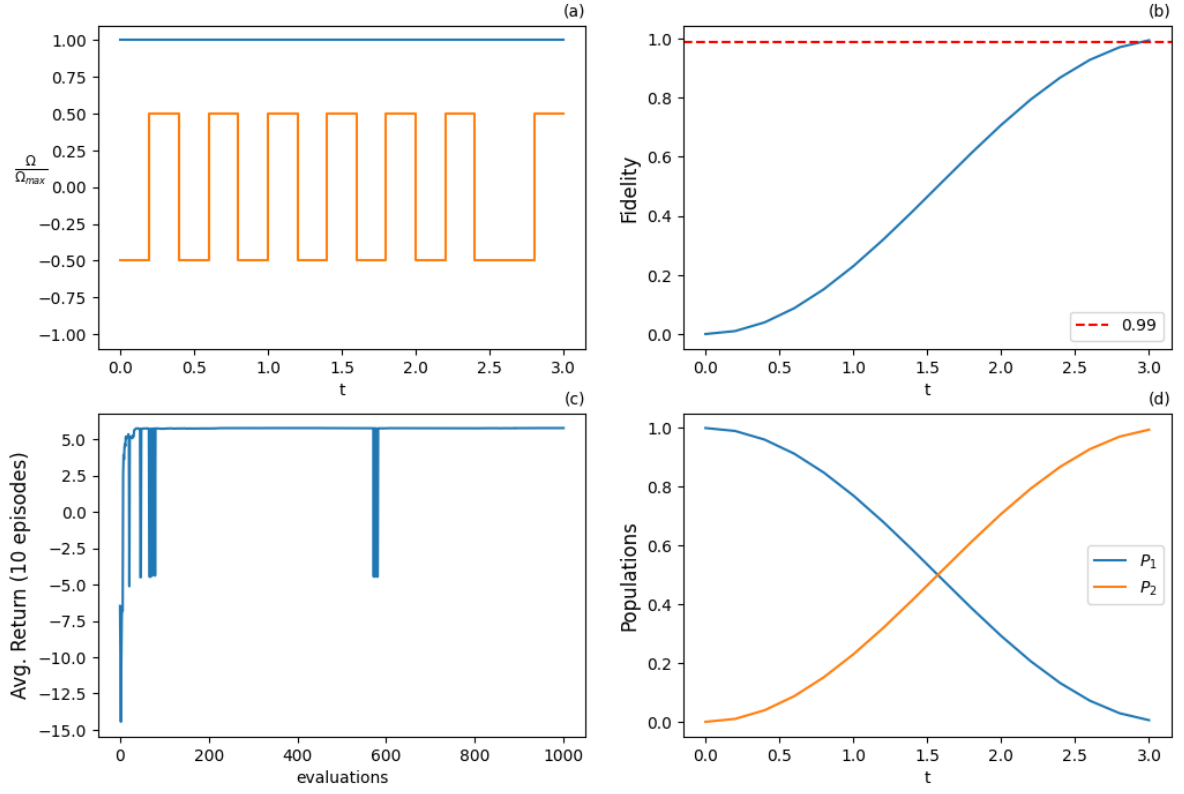 (a)
1.00
0.75
0.50
0.25
0.00
−0.25
−0.50
−0.75
−1.00
Ω
Ωmax
0.0 0.5 1.0 1.5 2.0 2.5 3.0
t
(b)
1.0
0.8
0.6
0.4
0.2
0.0
Fidelity
0.99
0.0 0.5 1.0 1.5 2.0 2.5 3.0
t
(c)
5.0
2.5
0.0
−2.5
−5.0
−7.5
−10.0
−12.5
−15.0
Avg. Return (10 episodes)
0 200 400 600 800 1000
evaluations
(d)
1.0
0.8
0.6
0.4
0.2
0.0
Populations
P1
P2
0.0 0.5 1.0 1.5 2.0 2.5 3.0
t